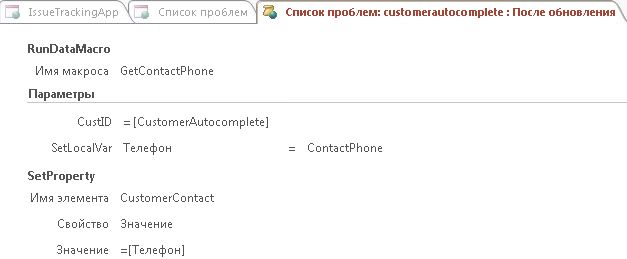 IssueTrackingApp Список проблем Список проблем: customerautocomplete : После обновления
RunDataMacro
Имя макроса GetContactPhone
Параметры
CustID =[CustomerAutocomplete]
SetLocalVar Телефон = ContactPhone
SetProperty
Имя элемента CustomerContact
Свойство Значение
Значение =[Телефон]